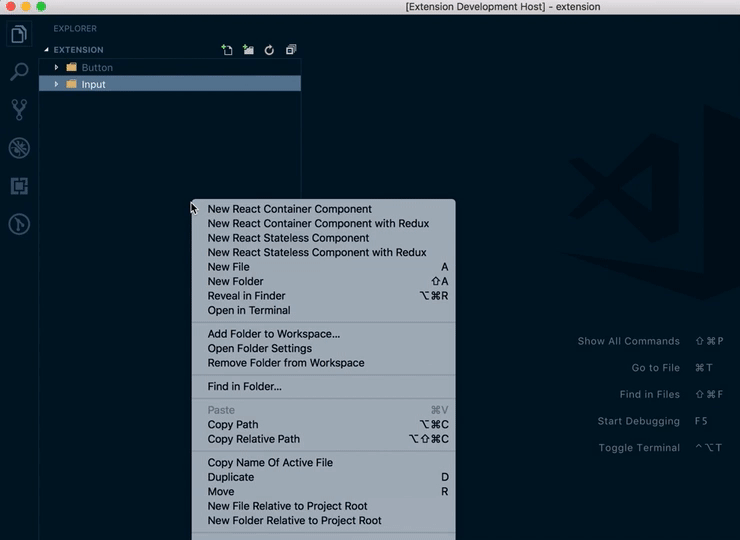 [Extension Development Host] - extension
EXPLORER
EXTENSION
Button
Input
New React Container Component
New React Container Component with Redux
New React Stateless Component
New React Stateless Component with Redux
New File A
New Folder ⇧A
Reveal in Finder ⌥⌘R
Open in Terminal
Add Folder to Workspace...
Open Folder Settings
Remove Folder from Workspace
Find in Folder...
Paste ⌘V
Copy Path ⌥⌘C
Copy Relative Path ⌥⇧⌘C
Copy Name Of Active File
Duplicate D
Move R
New File Relative to Project Root
New Folder Relative to Project Root
Show All Commands ⇧⌘P
Go to File ⌘T
Find in Files ⇧⌘F
Start Debugging F5
Toggle Terminal ^⌥T